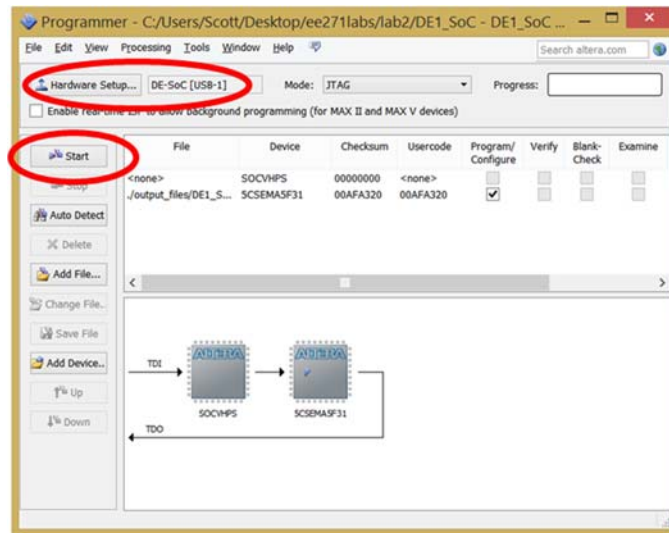 Programmer - C:/Users/Scott/Desktop/ee271labs/lab2/DE1_SoC - DE1_SoC ...
File Edit View Processing Tools Window Help
Search altera.com
Hardware Setup... DE-SoC [USB-1] Mode: JTAG Progress:
Enable real-time ISP to allow background programming (for MAX II and MAX V devices)
Start
Stop
Auto Detect
Delete
Add File...
Change File..
Save File
Add Device..
Up
Down
File Device Checksum Usercode Program/ Configure Verify Blank- Check Examine
<none> SOCVHPS 00000000 <none>
./output_files/DE1_S... 5CSEMA5F31 00AFA320 00AFA320
TDI
ALTERA
ALTERA
SOCVHPS
5CSEMA5F31
TDO